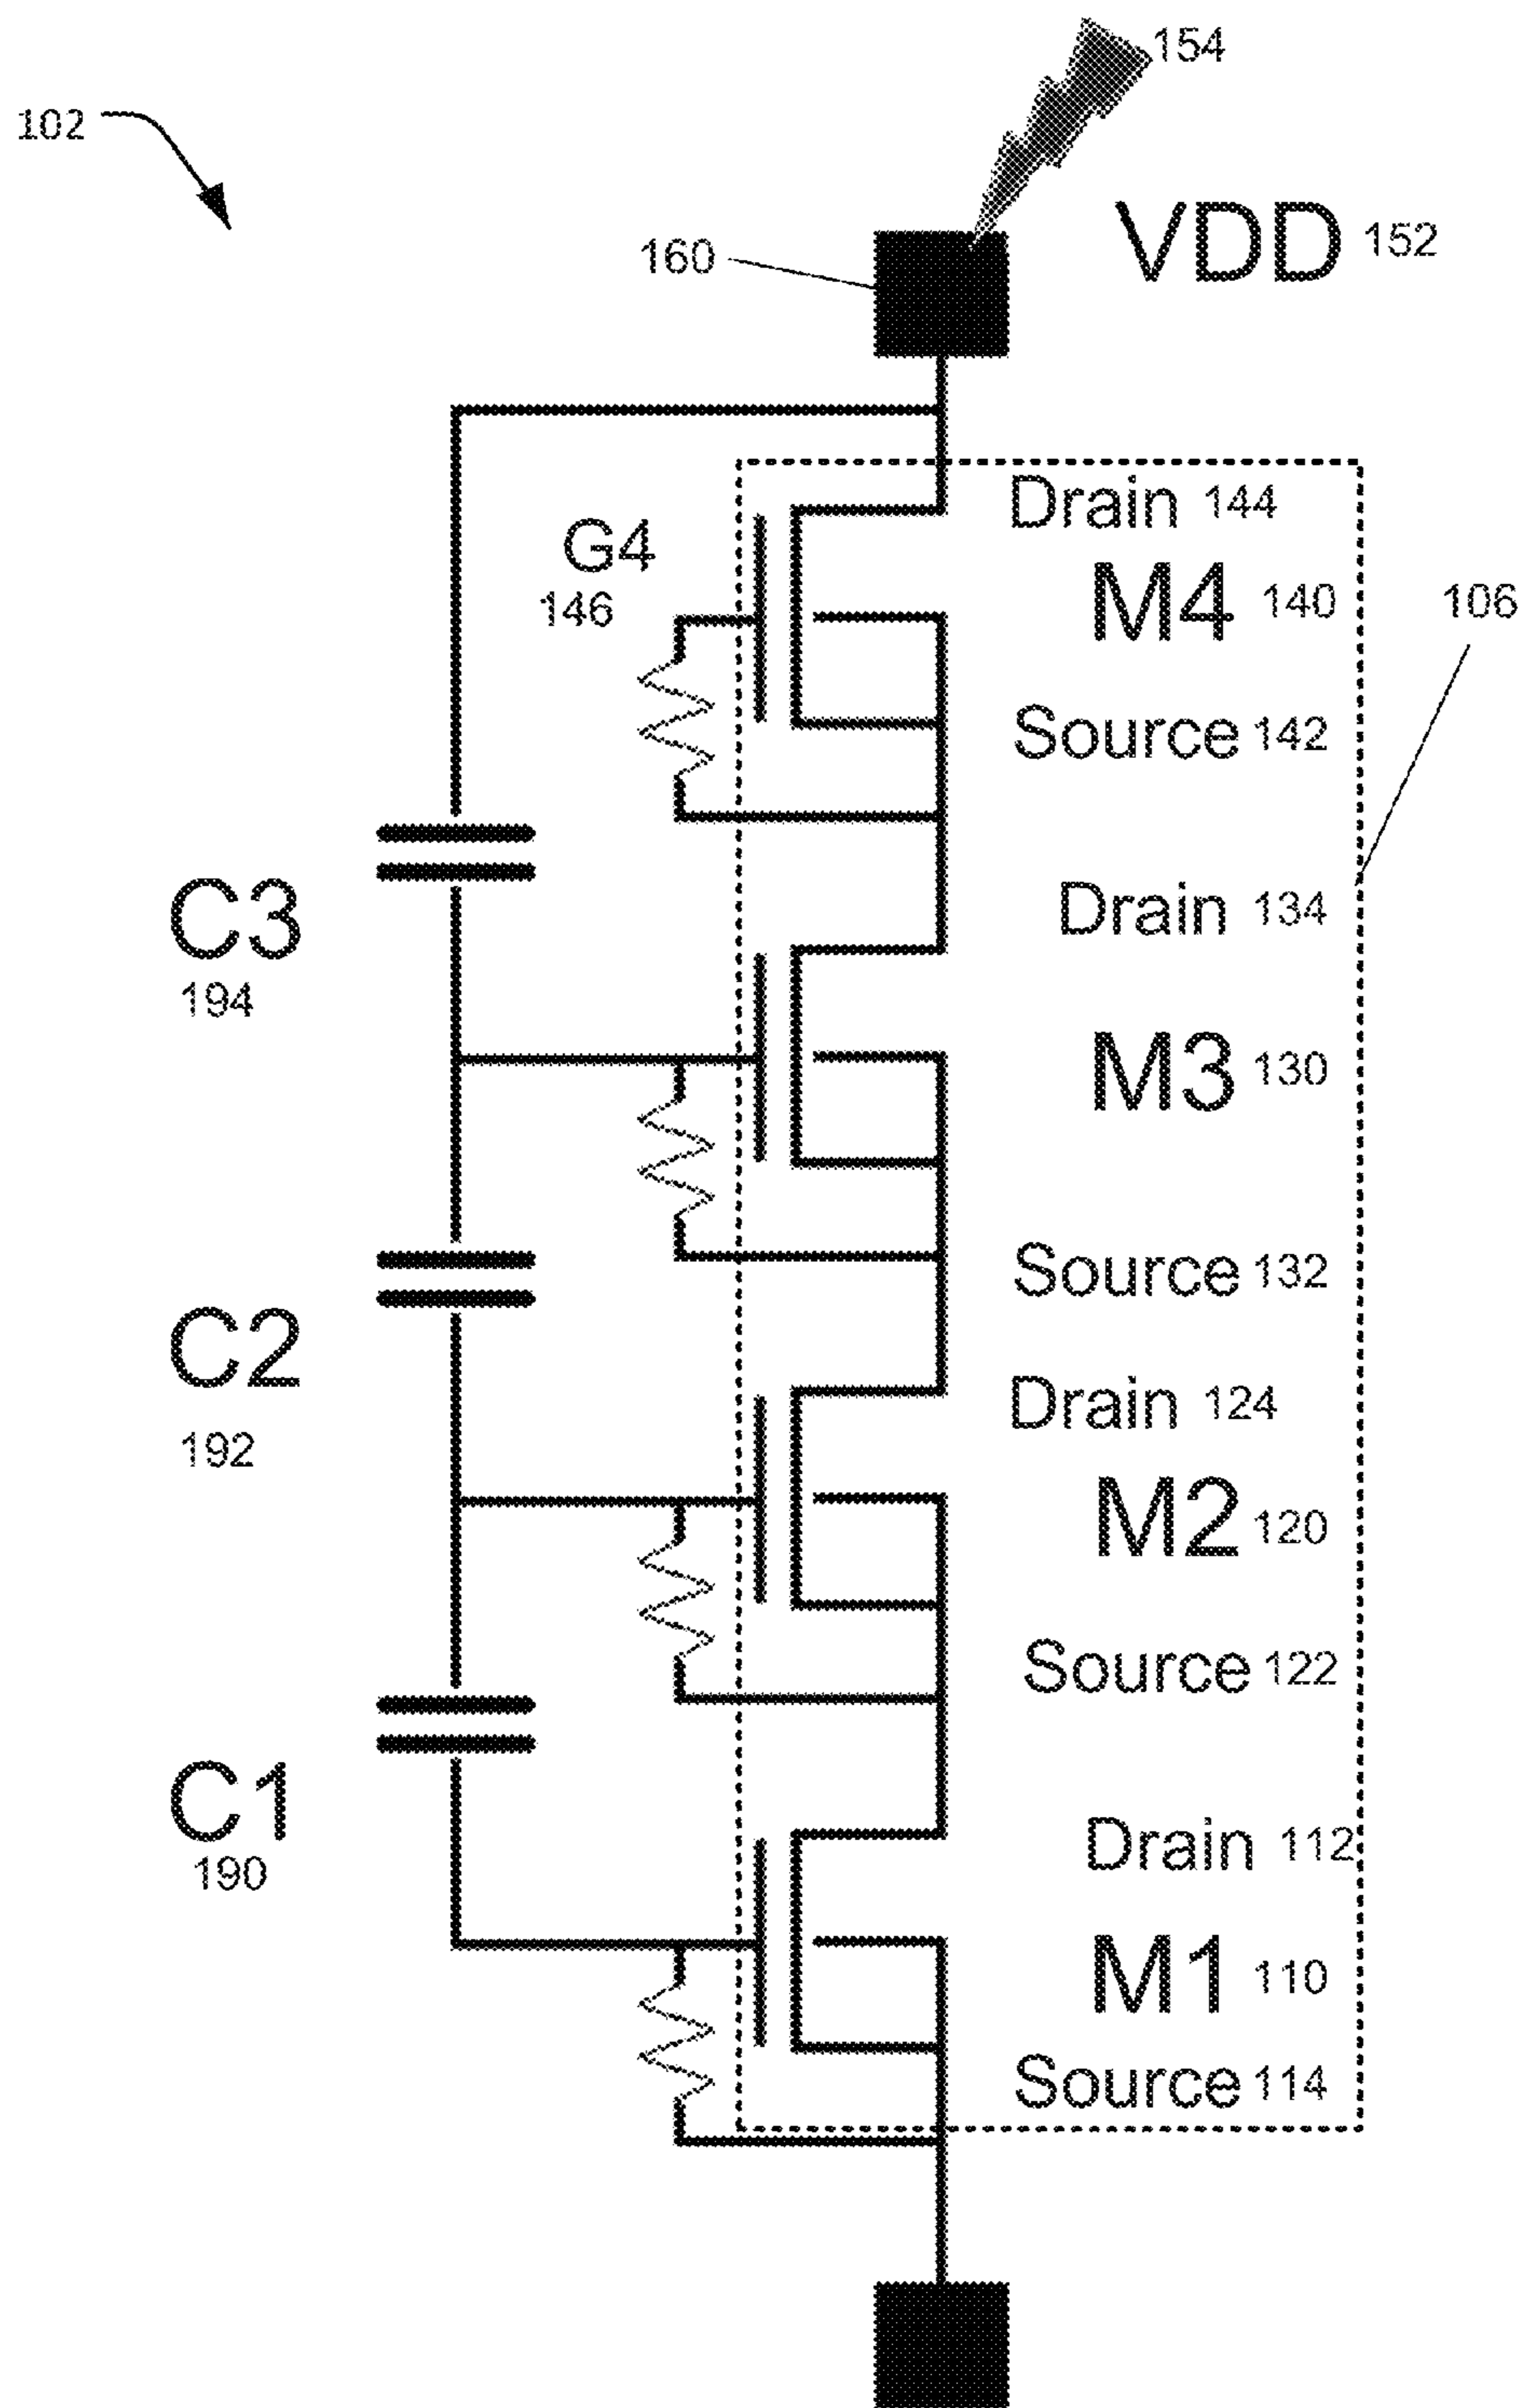 154
102
VDD 152
160
Drain 144
G4
146
M4 140
106
Source 142
Drain 134
C3
194
M3 130
Source 132
C2
192
Drain 124
M2 120
Source 122
C1
190
Drain 112
M1 110
Source 114